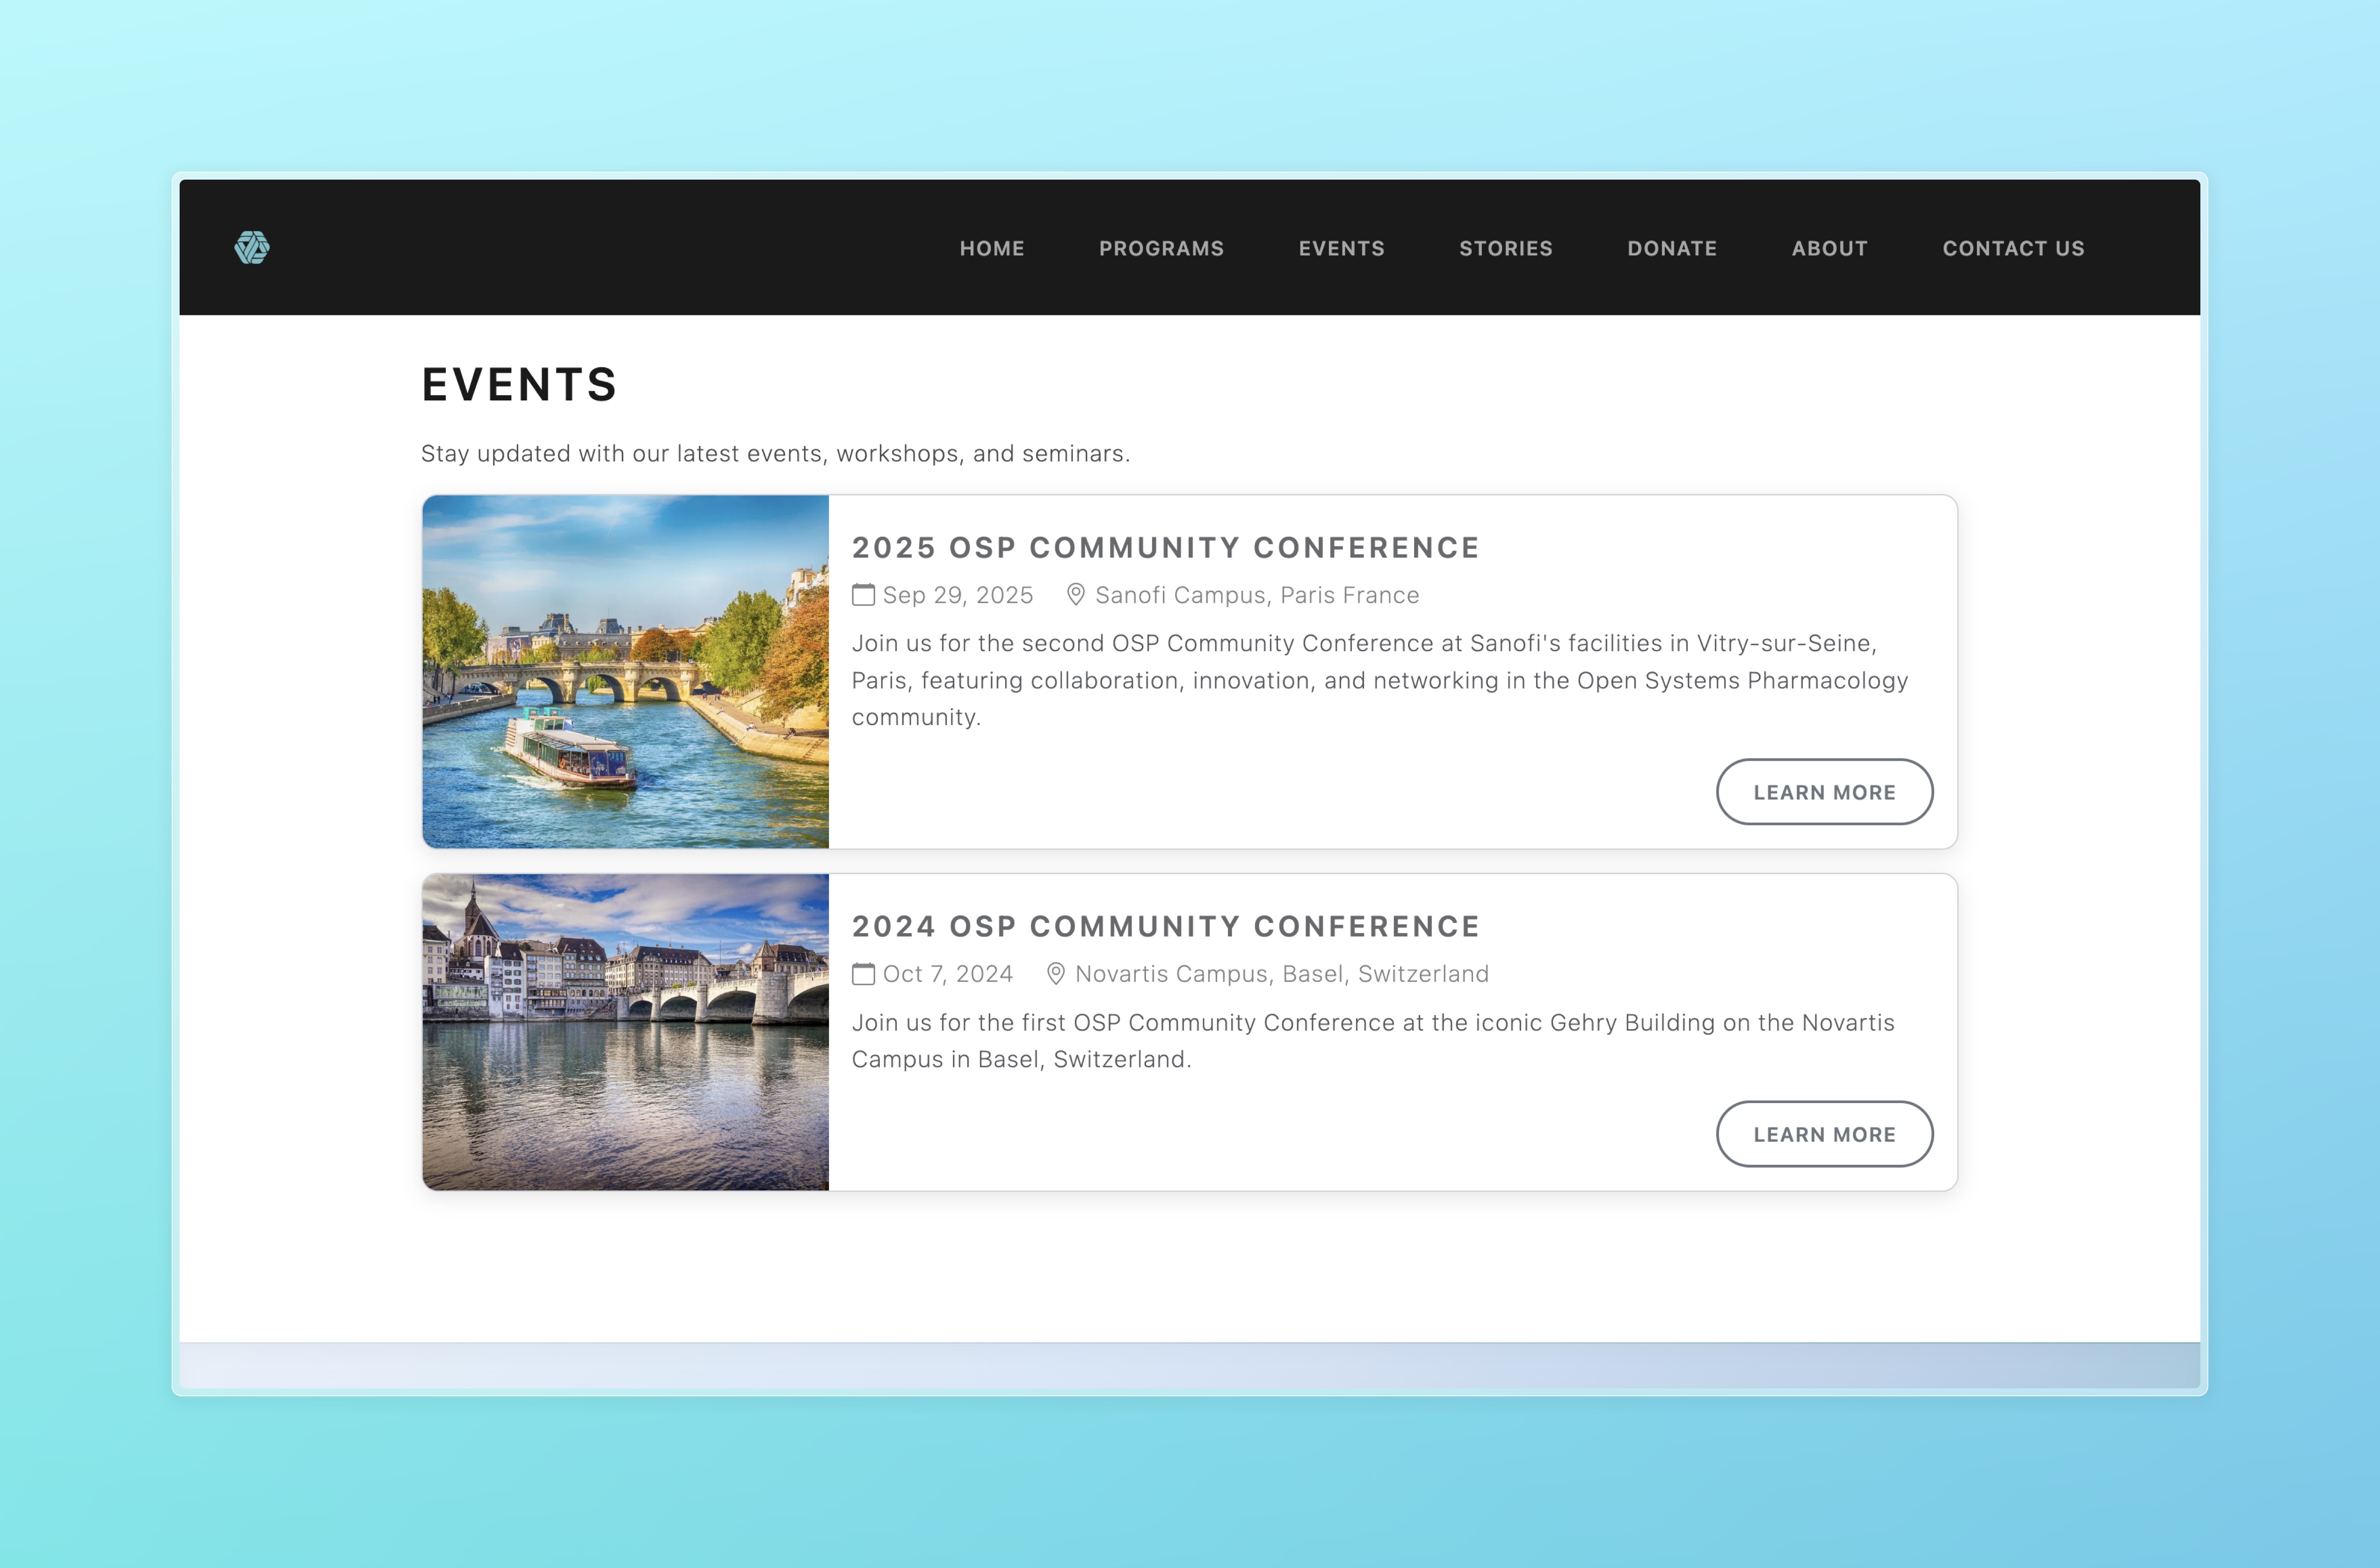 HOME PROGRAMS EVENTS STORIES DONATE ABOUT CONTACT US
EVENTS
Stay updated with our latest events, workshops, and seminars.
2025 OSP COMMUNITY CONFERENCE
Sep 29, 2025 Sanofi Campus, Paris France
Join us for the second OSP Community Conference at Sanofi's facilities in Vitry-sur-Seine,
Paris, featuring collaboration, innovation, and networking in the Open Systems Pharmacology
community.
LEARN MORE
2024 OSP COMMUNITY CONFERENCE
Oct 7, 2024 Novartis Campus, Basel, Switzerland
Join us for the first OSP Community Conference at the iconic Gehry Building on the Novartis
Campus in Basel, Switzerland.
LEARN MORE